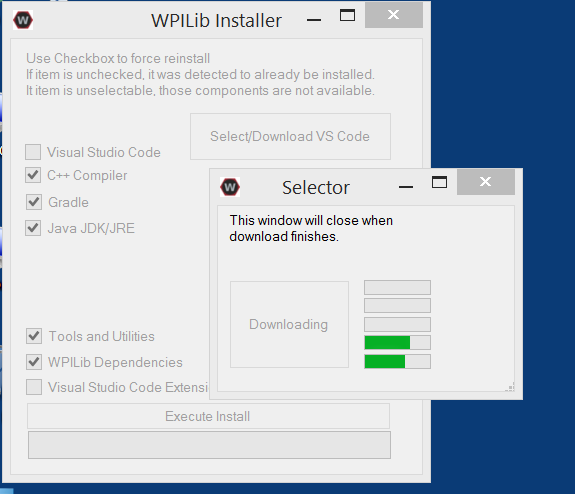 WPILib Installer
Use Checkbox to force reinstall
If item is unchecked, it was detected to already be installed.
It item is unselectable, those components are not available.
Select/Download VS Code
Visual Studio Code
C++ Compiler
Gradle
Java JDK/JRE
Tools and Utilities
WPILib Dependencies
Visual Studio Code Extensi
Execute Install
W
Selector
This window will close when
download finishes.
Downloading